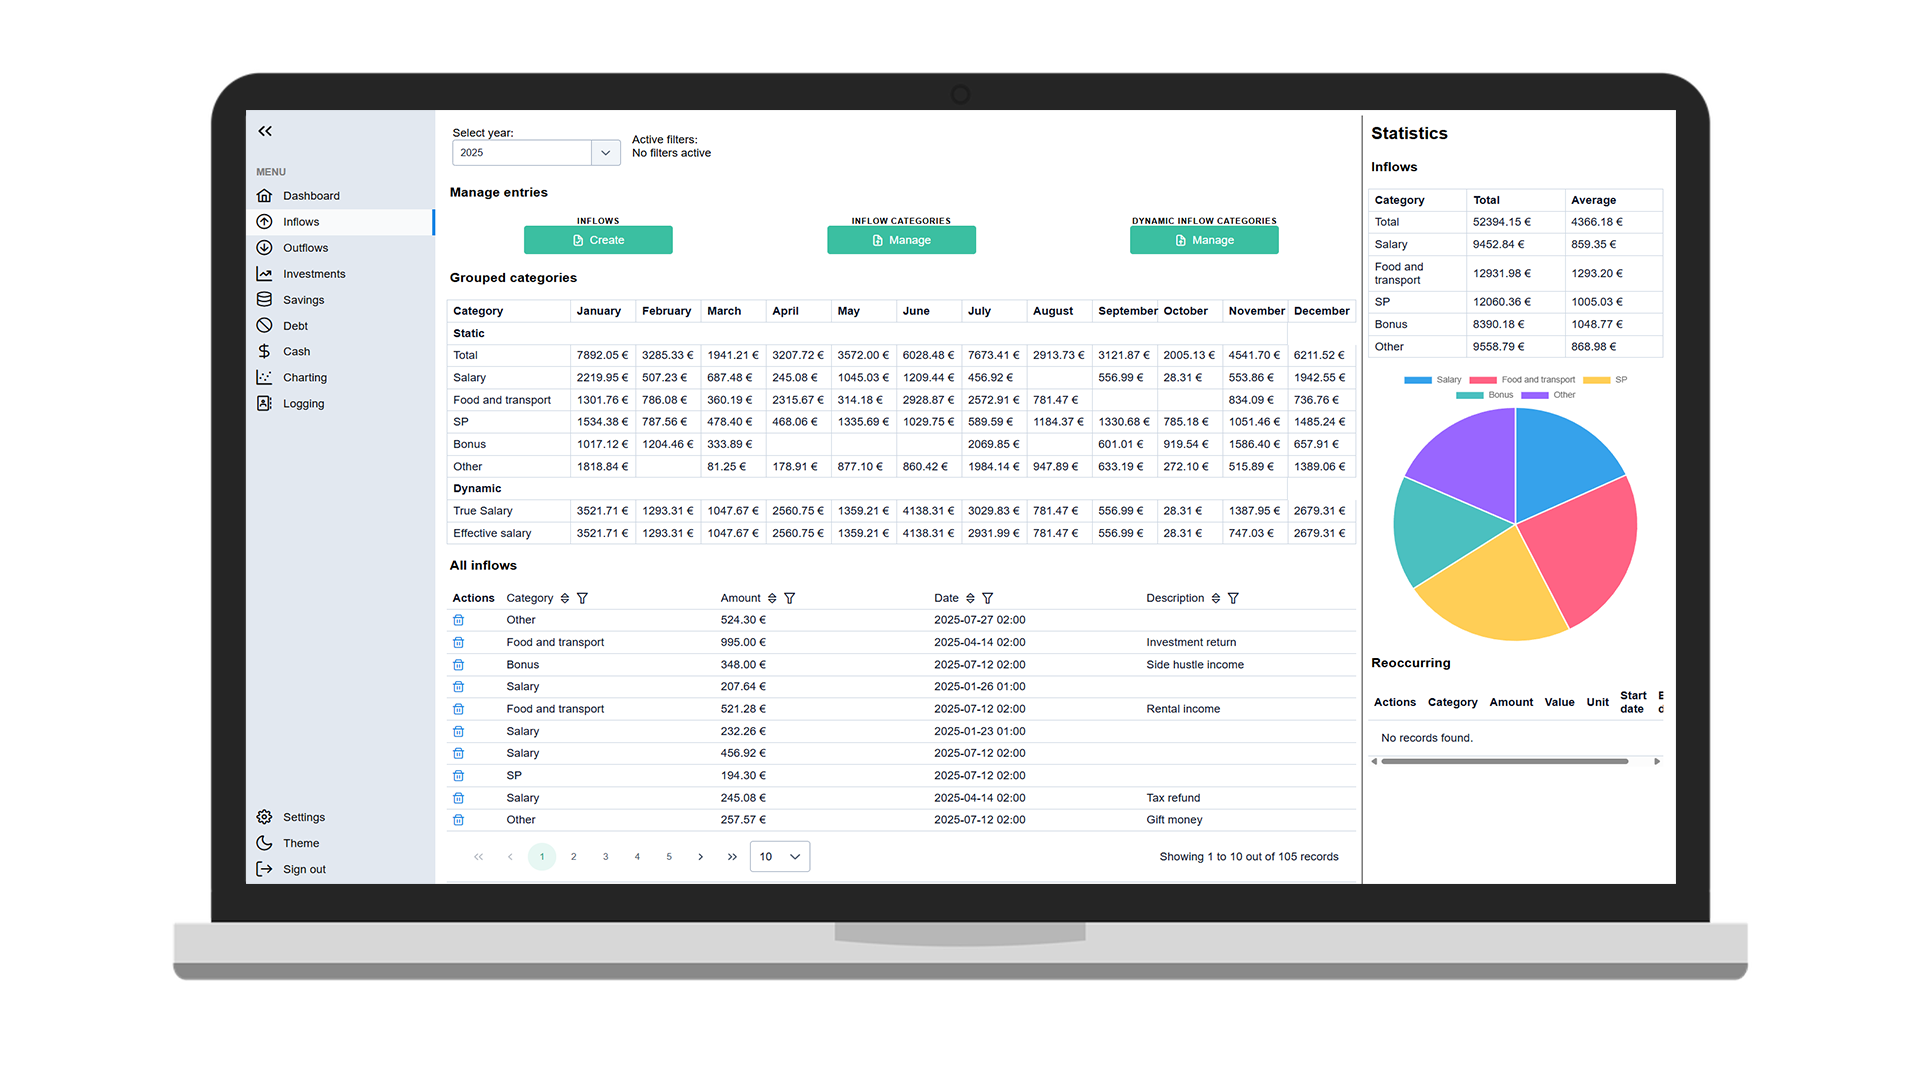 MENU
Dashboard
Inflows
Outflows
Investments
Savings
Debt
Cash
Charting
Logging
Settings
Theme
Sign out
Select year:
2025
Active filters:
No filters active
Manage entries
INFLOWS
Create
INFLOW CATEGORIES
Manage
DYNAMIC INFLOW CATEGORIES
Manage
Grouped categories
Category January February March April May June July August September October November December
Static
Total 7892.05 € 3285.33 € 1941.21 € 3207.72 € 3572.00 € 6028.48 € 7673.41 € 2913.73 € 3121.87 € 2005.13 € 4541.70 € 6211.52 €
Salary 2219.95 € 507.23 € 687.48 € 245.08 € 1045.03 € 1209.44 € 456.92 € 556.99 € 28.31 € 553.86 € 1942.55 €
Food and transport 1301.76 € 786.08 € 360.19 € 2315.67 € 314.18 € 2928.87 € 2572.91 € 781.47 € 834.09 € 736.76 €
SP 1534.38 € 787.56 € 478.40 € 468.06 € 1335.69 € 1029.75 € 589.59 € 1184.37 € 1330.68 € 785.18 € 1051.46 € 1485.24 €
Bonus 1017.12 € 1204.46 € 333.89 € 2069.85 € 601.01 € 919.54 € 1586.40 € 657.91 €
Other 1818.84 € 81.25 € 178.91 € 877.10 € 860.42 € 1984.14 € 947.89 € 633.19 € 272.10 € 515.89 € 1389.06 €
Dynamic
True Salary 3521.71 € 1293.31 € 1047.67 € 2560.75 € 1359.21 € 4138.31 € 3029.83 € 781.47 € 556.99 € 28.31 € 1387.95 € 2679.31 €
Effective salary 3521.71 € 1293.31 € 1047.67 € 2560.75 € 1359.21 € 4138.31 € 2931.99 € 781.47 € 556.99 € 28.31 € 747.03 € 2679.31 €
All inflows
Actions Category Amount Date Description
Other 524.30 € 2025-07-27 02:00
Food and transport 995.00 € 2025-04-14 02:00 Investment return
Bonus 348.00 € 2025-07-12 02:00 Side hustle income
Salary 207.64 € 2025-01-26 01:00
Food and transport 521.28 € 2025-07-12 02:00 Rental income
Salary 232.26 € 2025-01-23 01:00
Salary 456.92 € 2025-07-12 02:00
SP 194.30 € 2025-07-12 02:00
Salary 245.08 € 2025-04-14 02:00 Tax refund
Other 257.57 € 2025-07-12 02:00 Gift money
1 2 3 4 5 10 Showing 1 to 10 out of 105 records
Statistics
Inflows
Category Total Average
Total 52394.15 € 4366.18 €
Salary 9452.84 € 859.35 €
Food and
transport 12931.98 € 1293.20 €
SP 12060.36 € 1005.03 €
Bonus 8390.18 € 1048.77 €
Other 9558.79 € 868.98 €
Salary Food and transport SP
Bonus Other
Reoccurring
Actions Category Amount Value Unit Start
date
No records found.